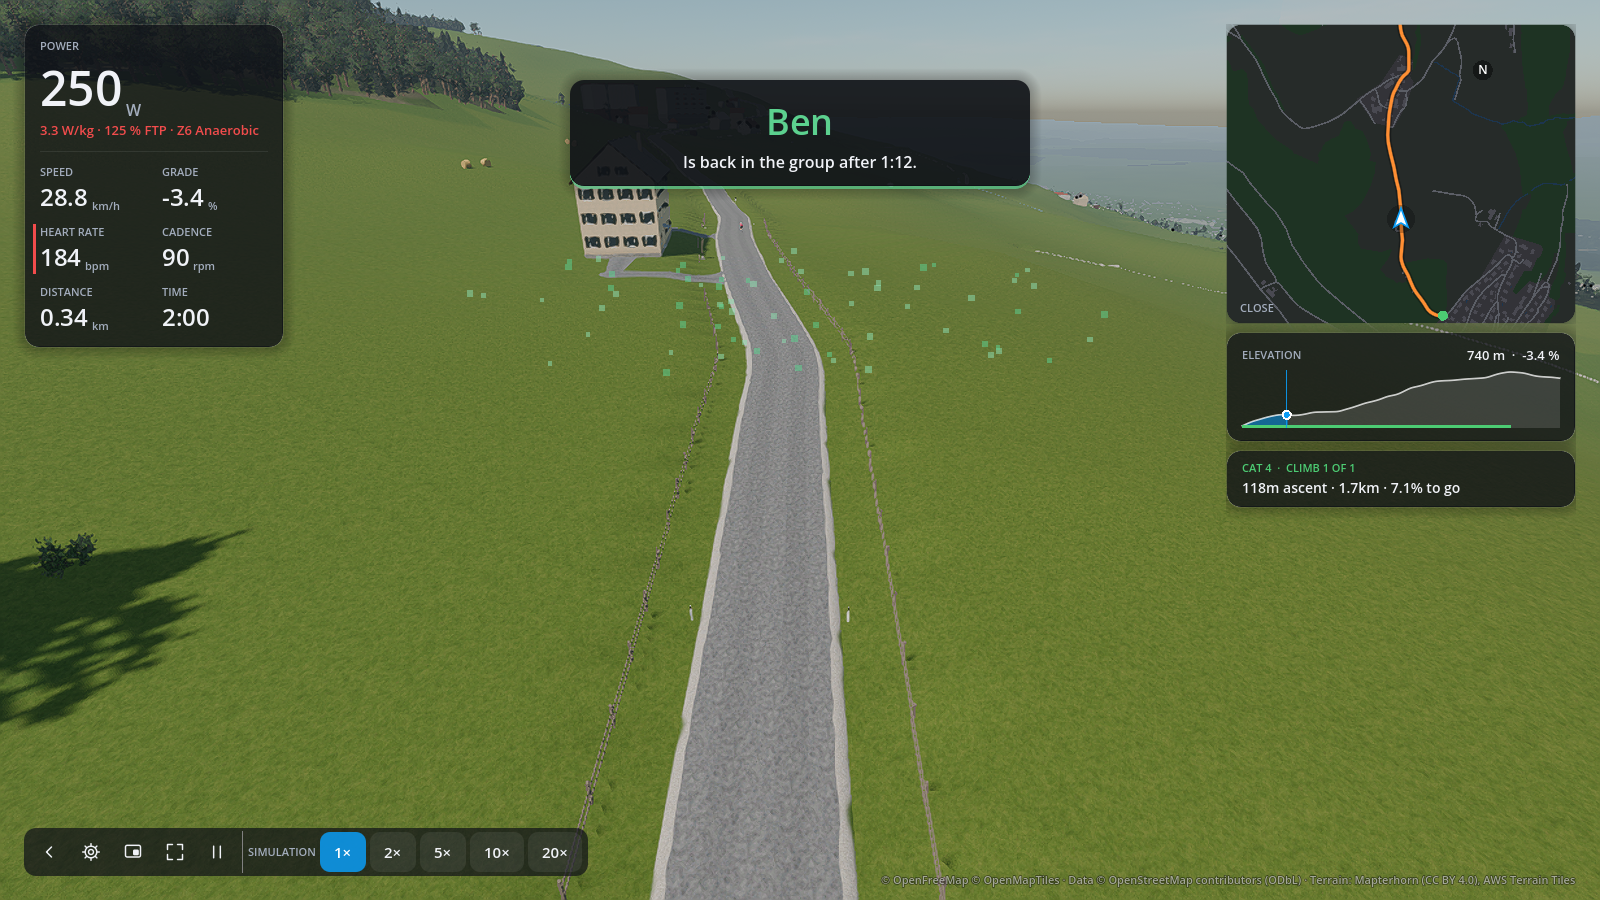 POWER
250 W
3.3 W/kg · 125 % FTP · Z6 Anaerobic
SPEED
28.8 km/h
GRADE
-3.4 %
HEART RATE
184 bpm
CADENCE
90 rpm
DISTANCE
0.34 km
TIME
2:00
Ben
Is back in the group after 1:12.
N
CLOSE
ELEVATION
740 m · -3.4 %
CAT 4 · CLIMB 1 OF 1
118m ascent · 1.7km · 7.1% to go
SIMULATION
1×
2×
5×
10×
20×
© OpenFreeMap © OpenMapTiles · Data © OpenStreetMap contributors (ODbL) · Terrain: Mapterhorn (CC BY 4.0), AWS Terrain Tiles